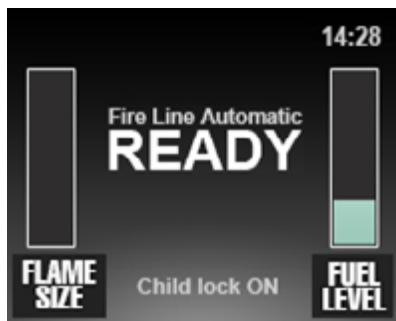 14:28
Fire Line Automatic
READY
FLAME
SIZE
Child lock ON
FUEL
LEVEL